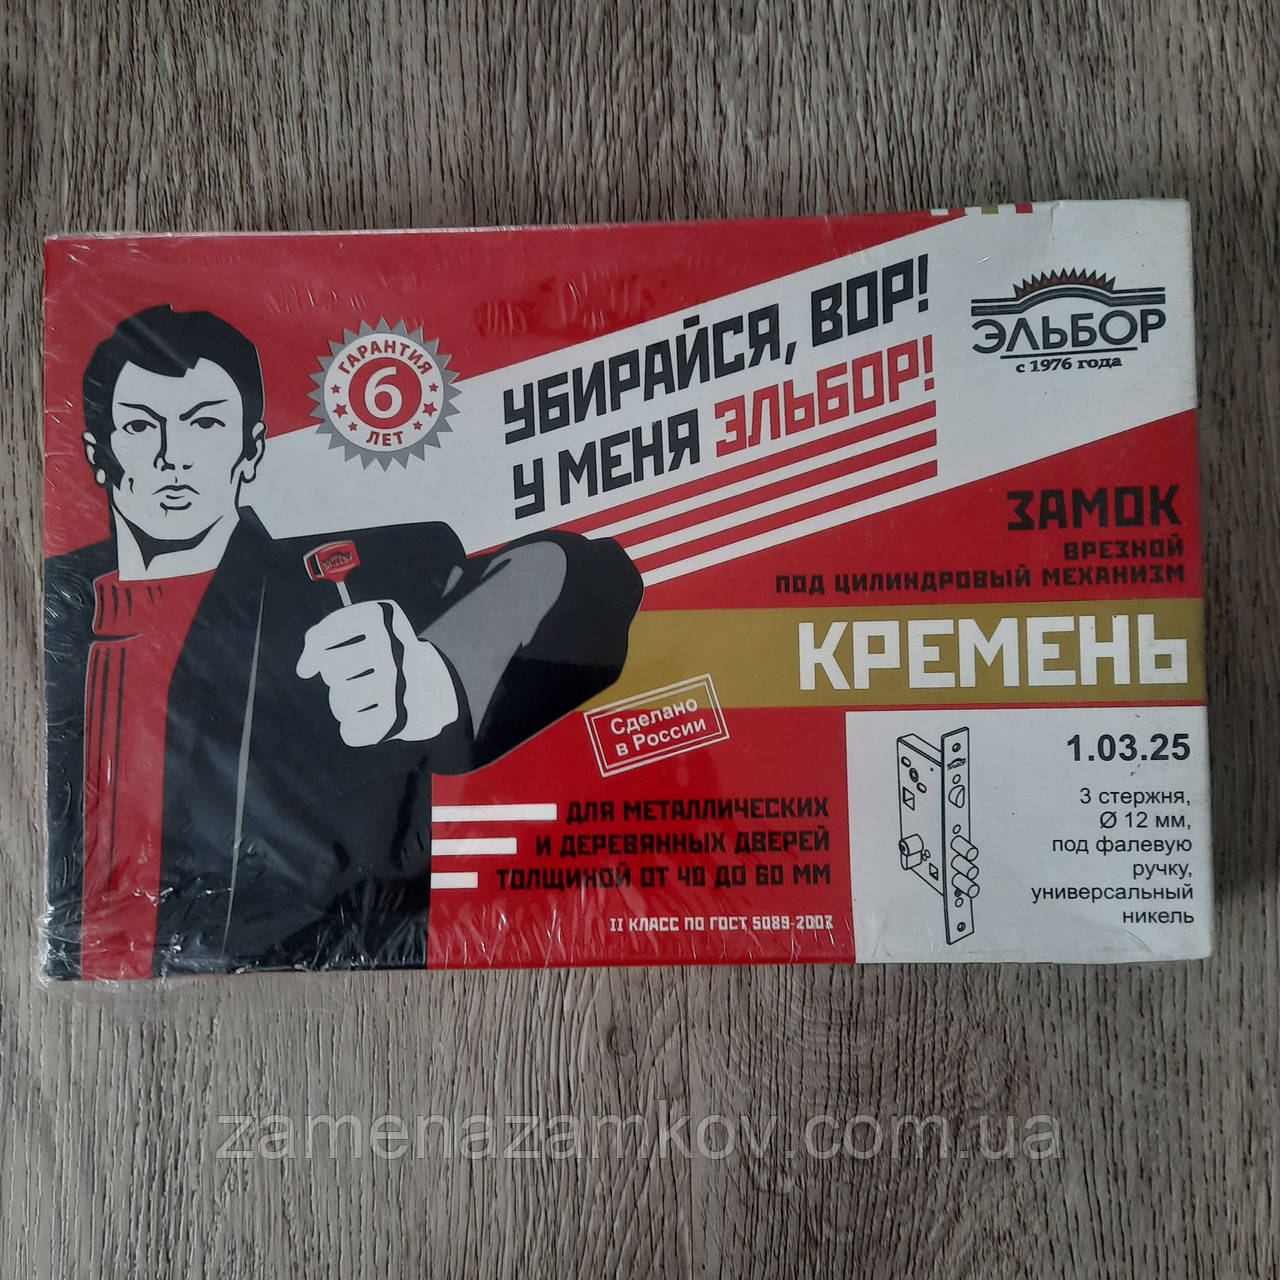 ГАРАНТИЯ
6
ЛЕТ
УБИРАЙСЯ, ВОР!
У МЕНЯ ЭЛЬБОР!
ЭЛЬБОР
с 1976 года
ЗАМОК
ВРЕЗНОЙ
ПОД ЦИЛИНДРОВЫЙ МЕХАНИЗМ
КРЕМЕНЬ
Сделано
в России
ДЛЯ МЕТАЛЛИЧЕСКИХ
И ДЕРЕВЯННЫХ ДВЕРЕЙ
ТОЛЩИНОЙ ОТ 40 ДО 60 ММ
II КЛАСС ПО ГОСТ 5089-2003
1.03.25
3 стержня,
Ø 12 мм,
под фалевую
ручку,
универсальный
никель
zamenazamkov.com.ua